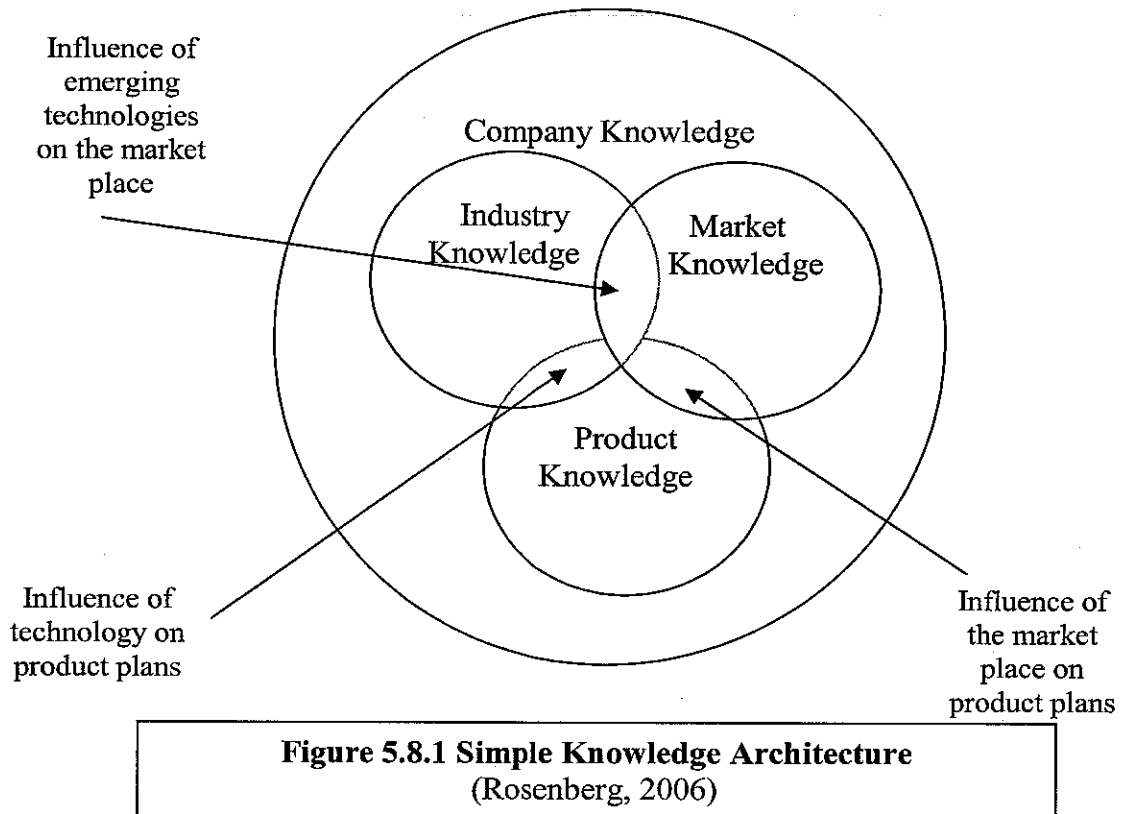 Influence of
emerging
technologies
on the market
place
Company Knowledge
Industry
Knowledge
Market
Knowledge
Product
Knowledge
Influence of
technology on
product plans
Influence of
the market
place on
product plans
Figure 5.8.1 Simple Knowledge Architecture
(Rosenberg, 2006)